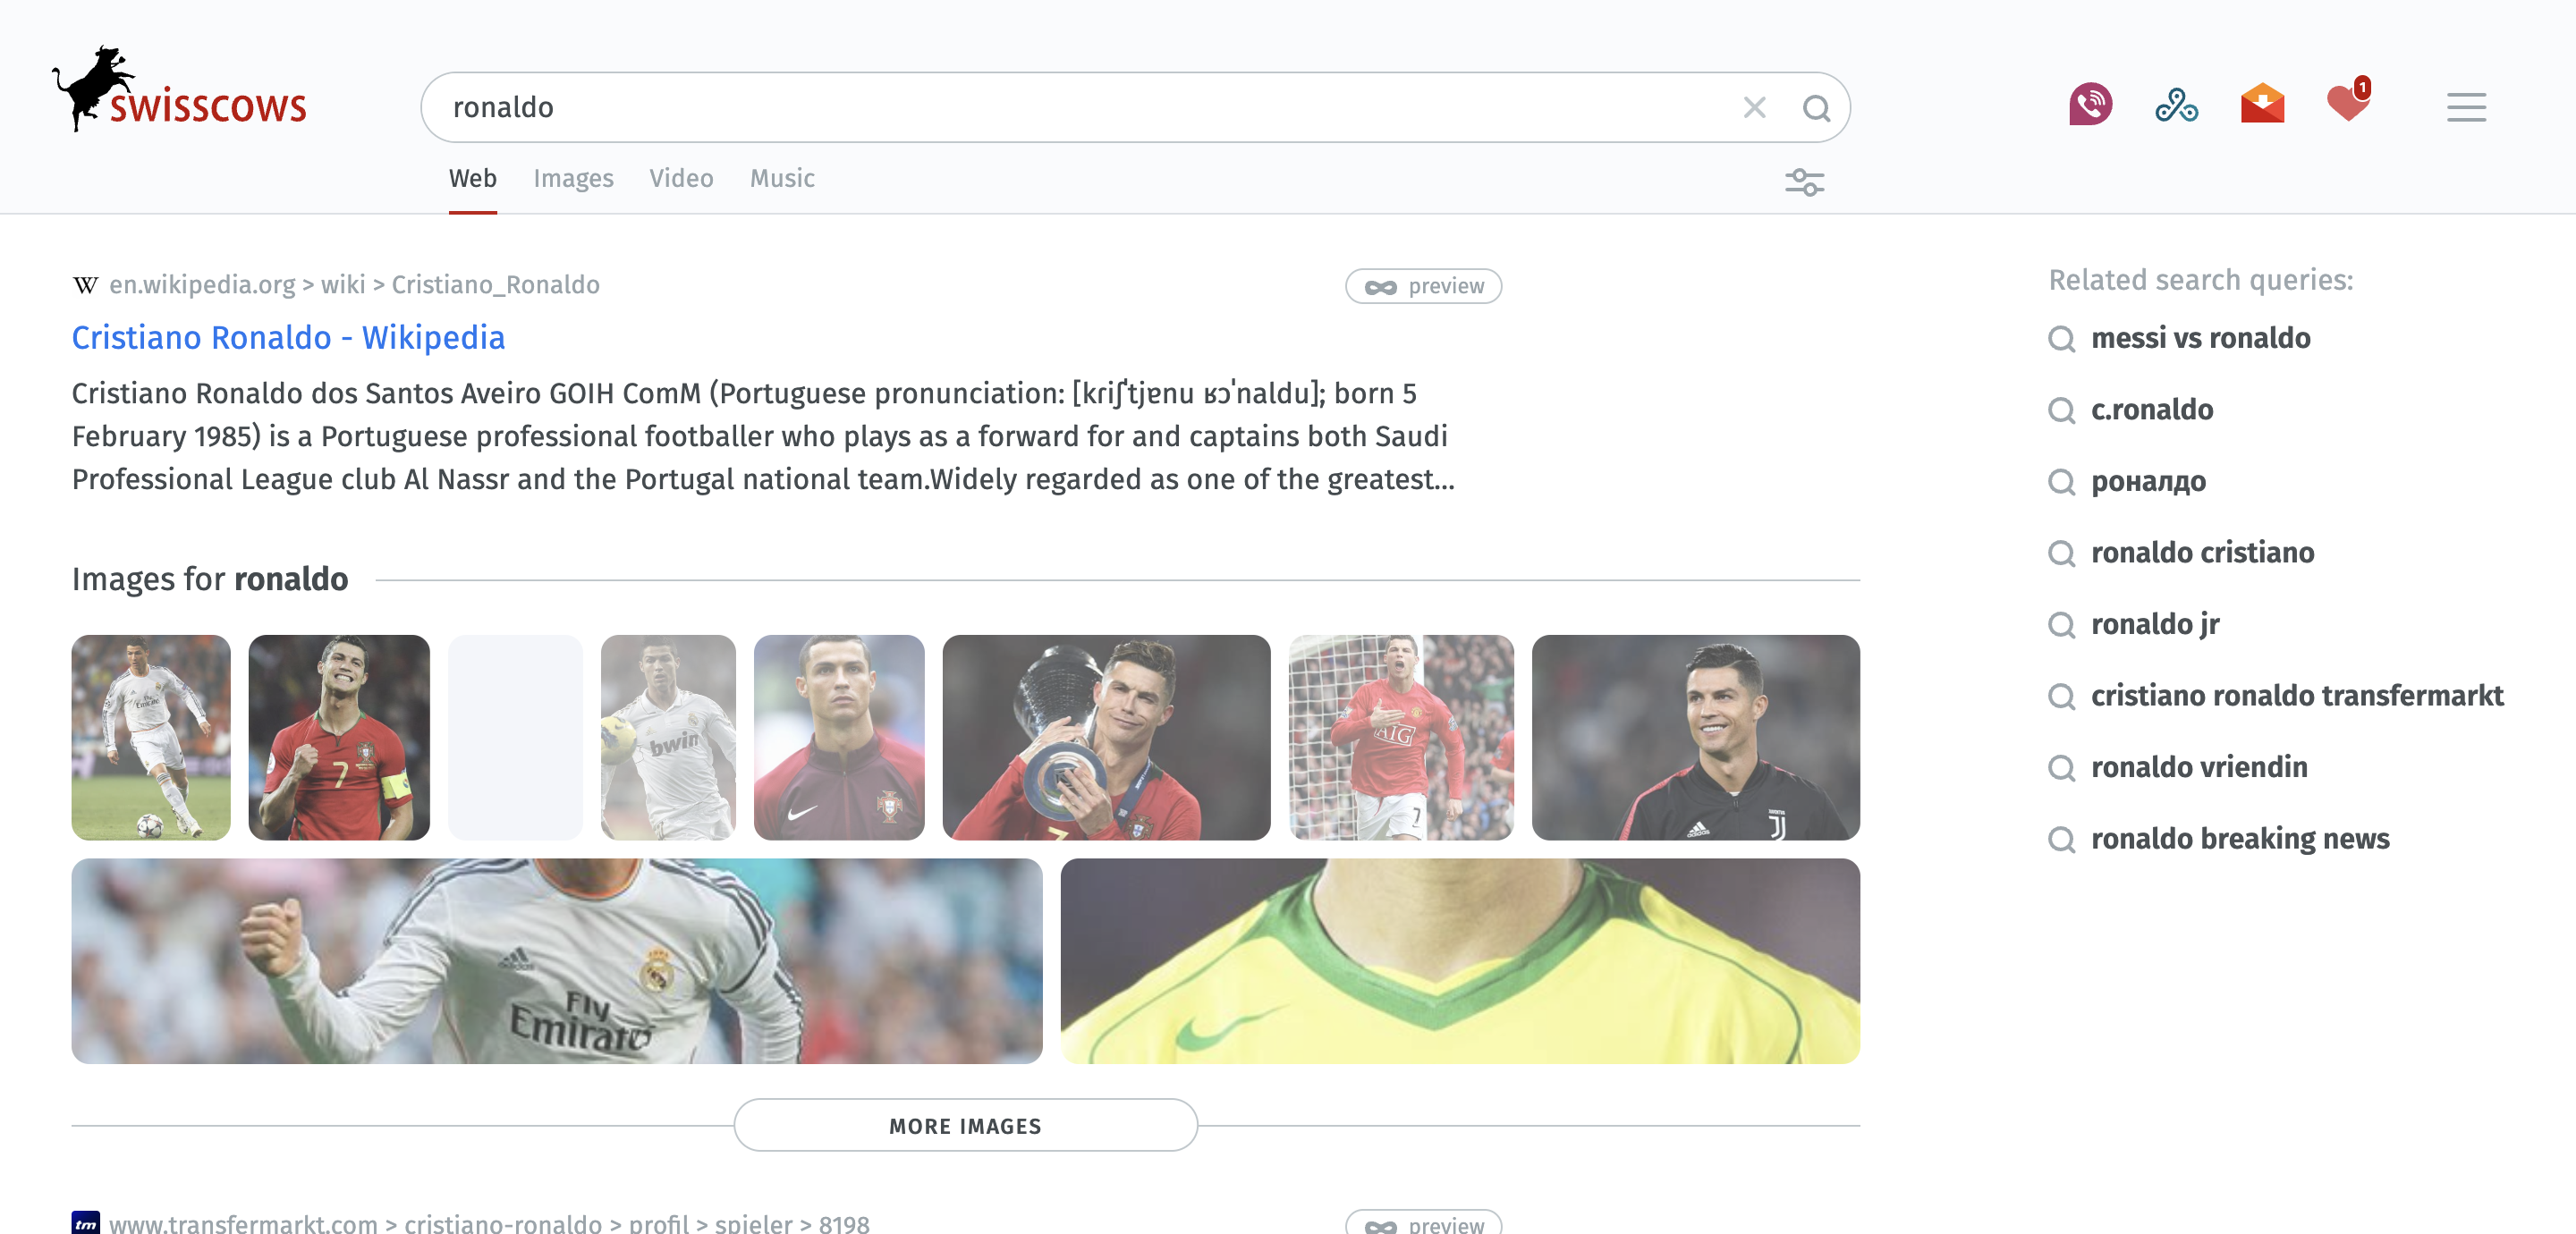 swisscows
ronaldo
1
Web
Images
Video
Music
en.wikipedia.org > wiki > Cristiano_Ronaldo
preview
Cristiano Ronaldo - Wikipedia
Cristiano Ronaldo dos Santos Aveiro GOIH ComM (Portuguese pronunciation: [kɾiʃˈtjɐnu ʁɔˈnaldu]; born 5
February 1985) is a Portuguese professional footballer who plays as a forward for and captains both Saudi
Professional League club Al Nassr and the Portugal national team.Widely regarded as one of the greatest...
Images for ronaldo
Fly
Emirates
7
bwin
7
AIG
7
Fly
Emirates
MORE IMAGES
tm
www.transfermarkt.com > cristiano-ronaldo > profil > spieler > 8198
preview
Related search queries:
messi vs ronaldo
c.ronaldo
роналдо
ronaldo cristiano
ronaldo jr
cristiano ronaldo transfermarkt
ronaldo vriendin
ronaldo breaking news